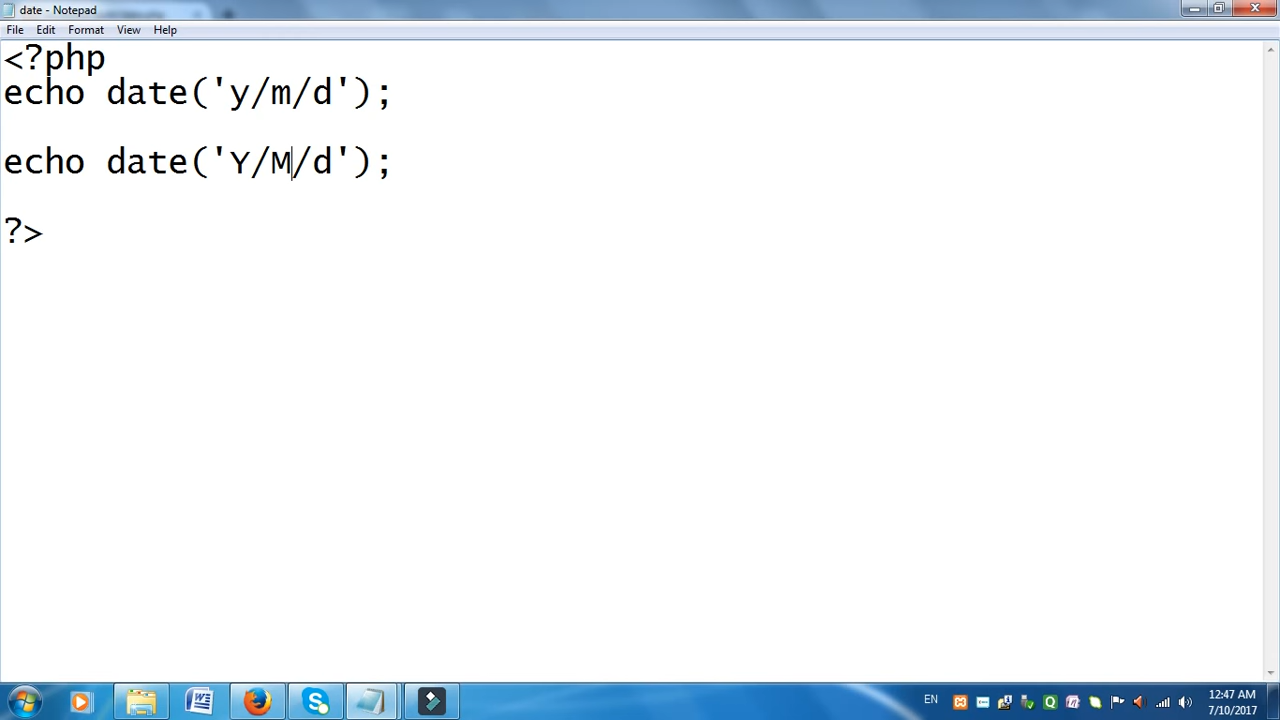 date - Notepad
File Edit Format View Help
<?php
echo date('y/m/d');
echo date('Y/M/d');
?>
EN
12:47 AM
7/10/2017